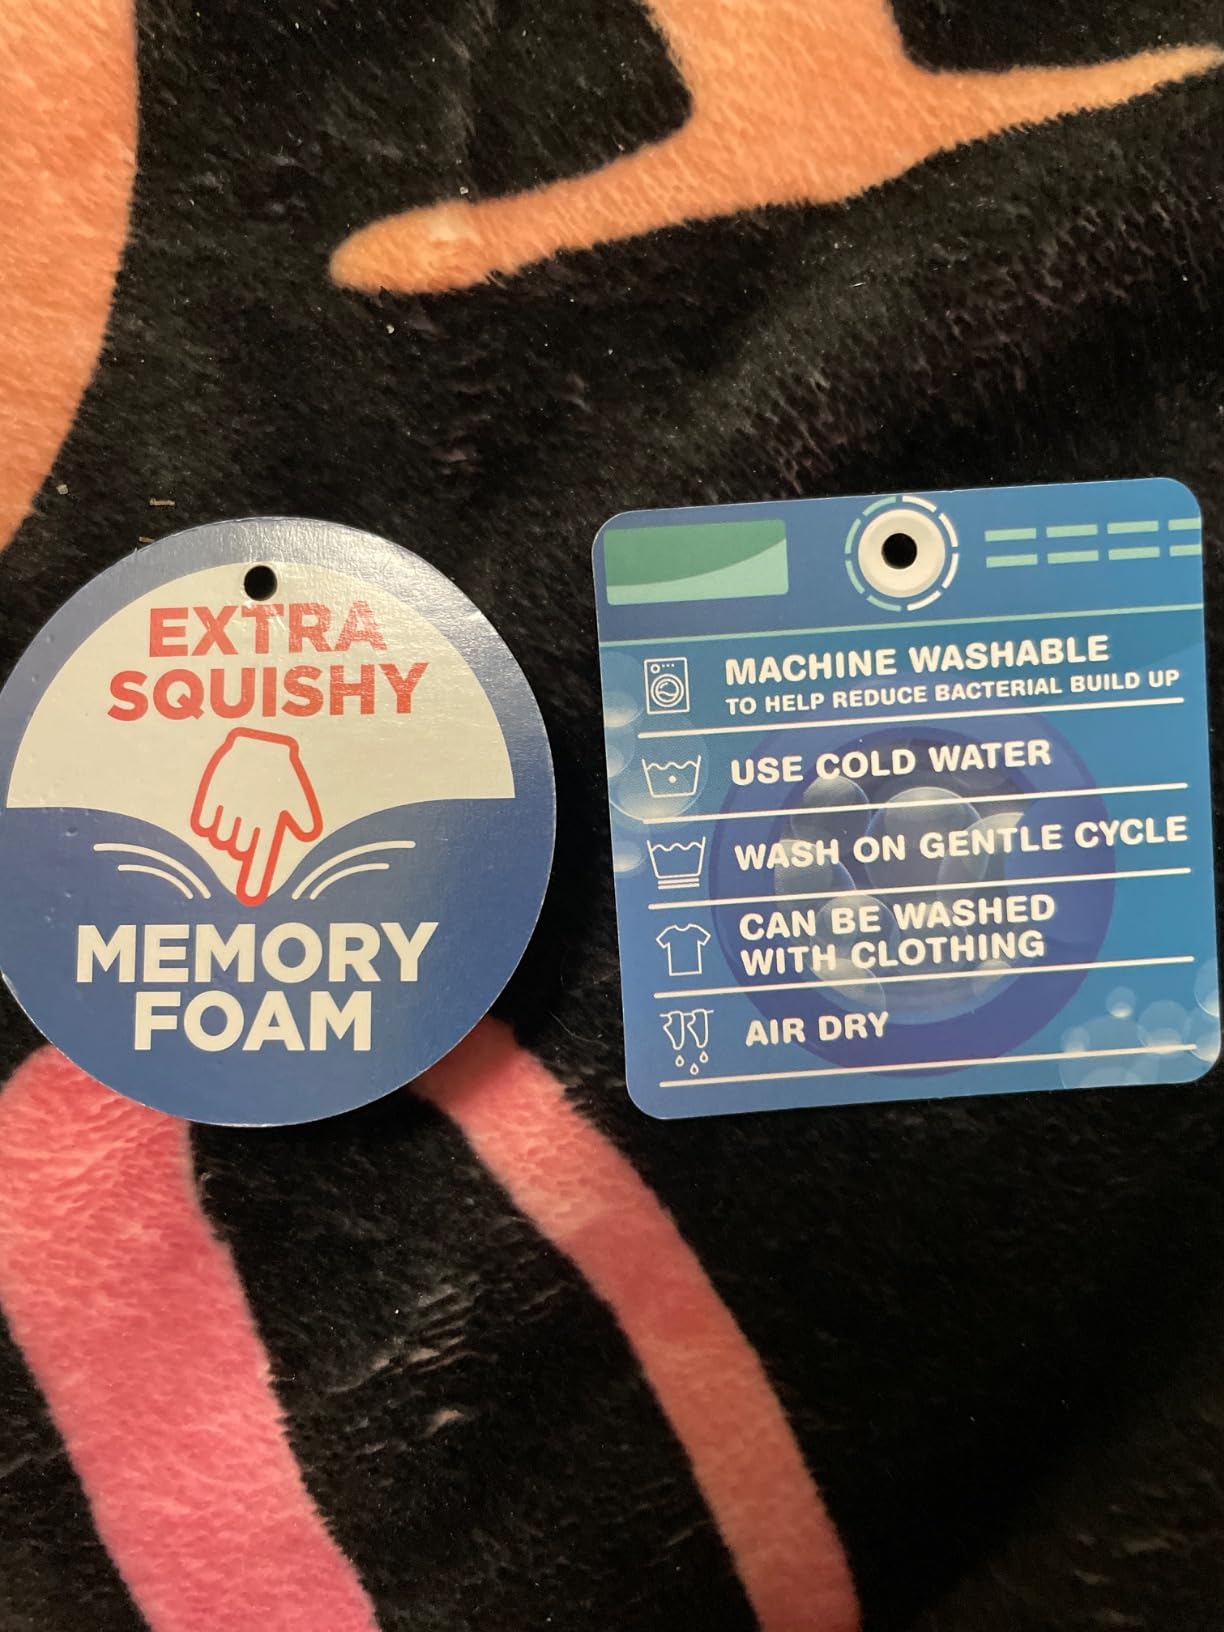 EXTRA
SQUISHY
MEMORY
FOAM
MACHINE WASHABLE
TO HELP REDUCE BACTERIAL BUILD UP
USE COLD WATER
WASH ON GENTLE CYCLE
CAN BE WASHED
WITH CLOTHING
AIR DRY